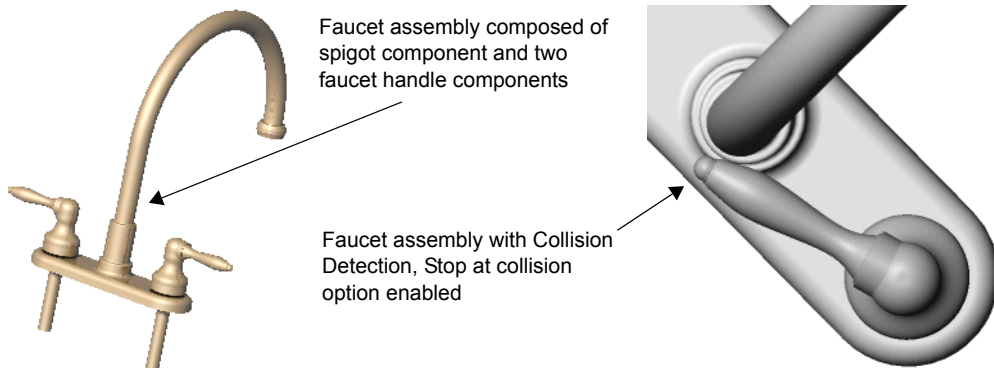 Faucet assembly composed of
spigot component and two
faucet handle components
Faucet assembly with Collision
Detection, Stop at collision
option enabled